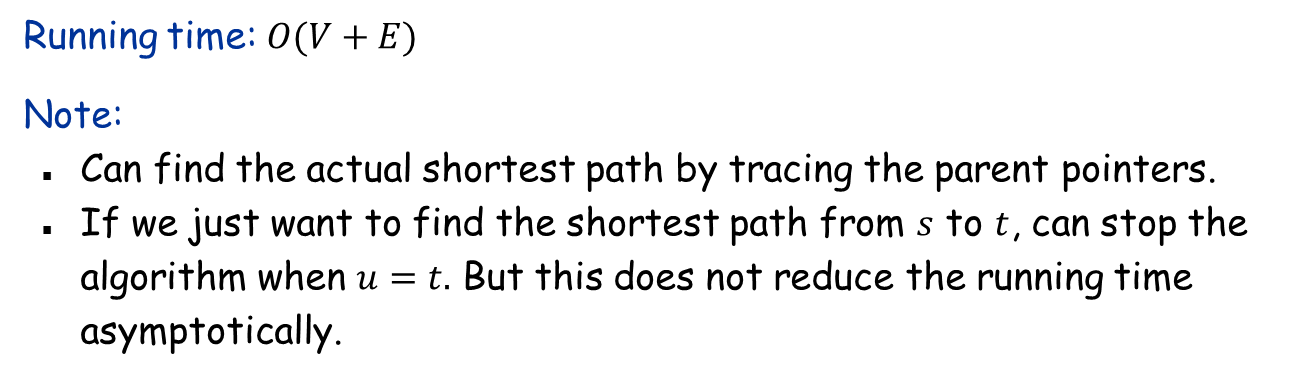 Running time: O(V + E)
Note:
▪ Can find the actual shortest path by tracing the parent pointers.
▪ If we just want to find the shortest path from s to t, can stop the
algorithm when u = t. But this does not reduce the running time
asymptotically.